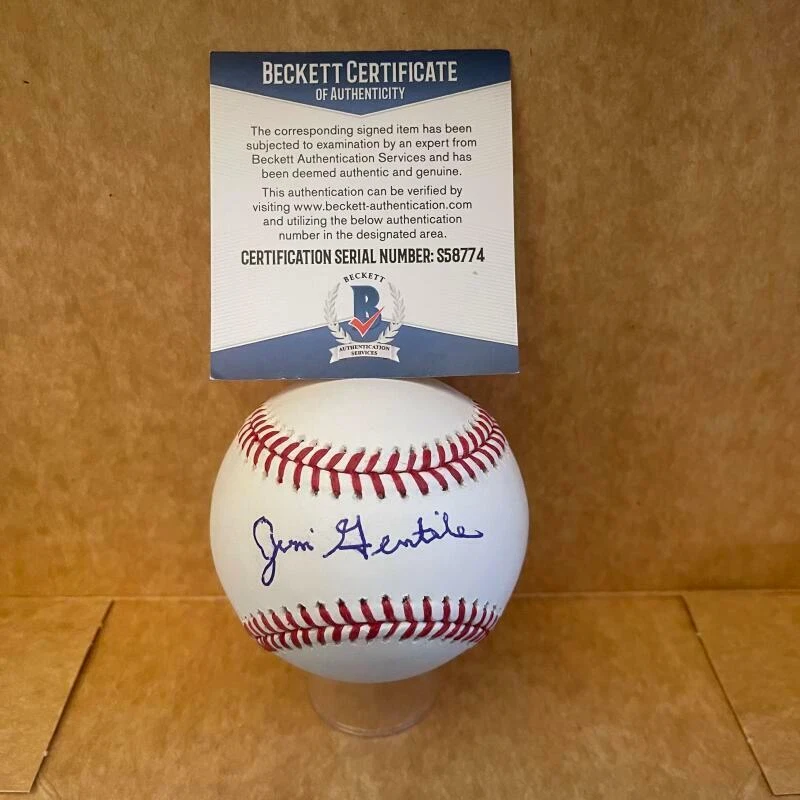 BECKETT CERTIFICATE
OF AUTHENTICITY
The corresponding signed item has been
subjected to examination by an expert from
Beckett Authentication Services and has
been deemed authentic and genuine.
This authentication can be verified by
visiting www.beckett-authentication.com
and utilizing the below authentication
number in the designated area.
CERTIFICATION SERIAL NUMBER: S58774
BECKETT
B
AUTHENTICATION
SERVICES
Jim Gentile